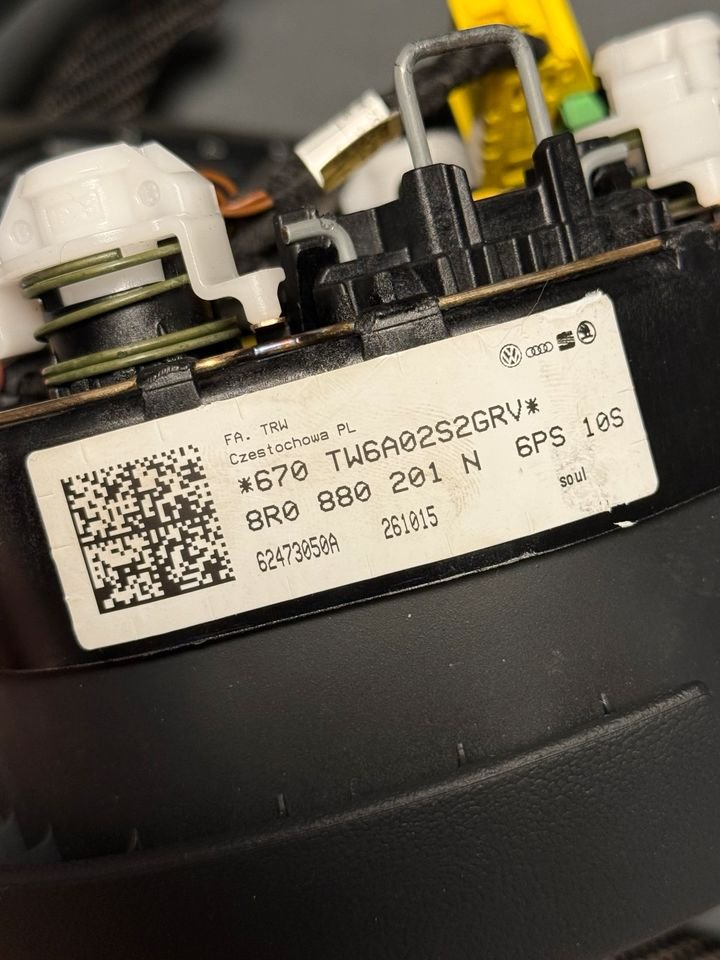 FA. TRW
Czestochowa PL
*670 TW6A02S2GRV*
8R0 880 201 N 6PS 10S
62473050A 261015 soul